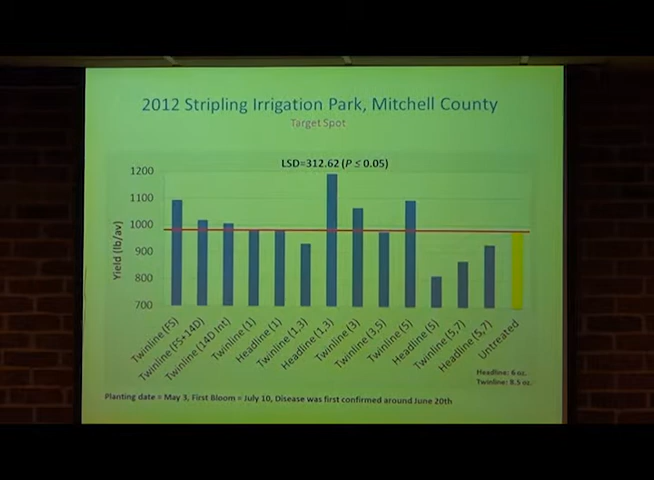 2012 Stripling Irrigation Park, Mitchell County
Target Spot
LSD=312.62 (P ≤ 0.05)
1200
1100
1000
900
800
700
Yield (lb/av)
Twinline (FS)
Twinline (FS+14D)
Twinline (14D Int)
Twinline (1)
Headline (1)
Twinline (1,3)
Headline (1,3)
Twinline (3)
Twinline (3,5)
Twinline (5)
Headline (5)
Twinline (5,7)
Headline (5,7)
Untreated
Headline: 6 oz.
Twinline: 8.5 oz.
Planting date = May 3, First Bloom = July 10, Disease was first confirmed around June 20th